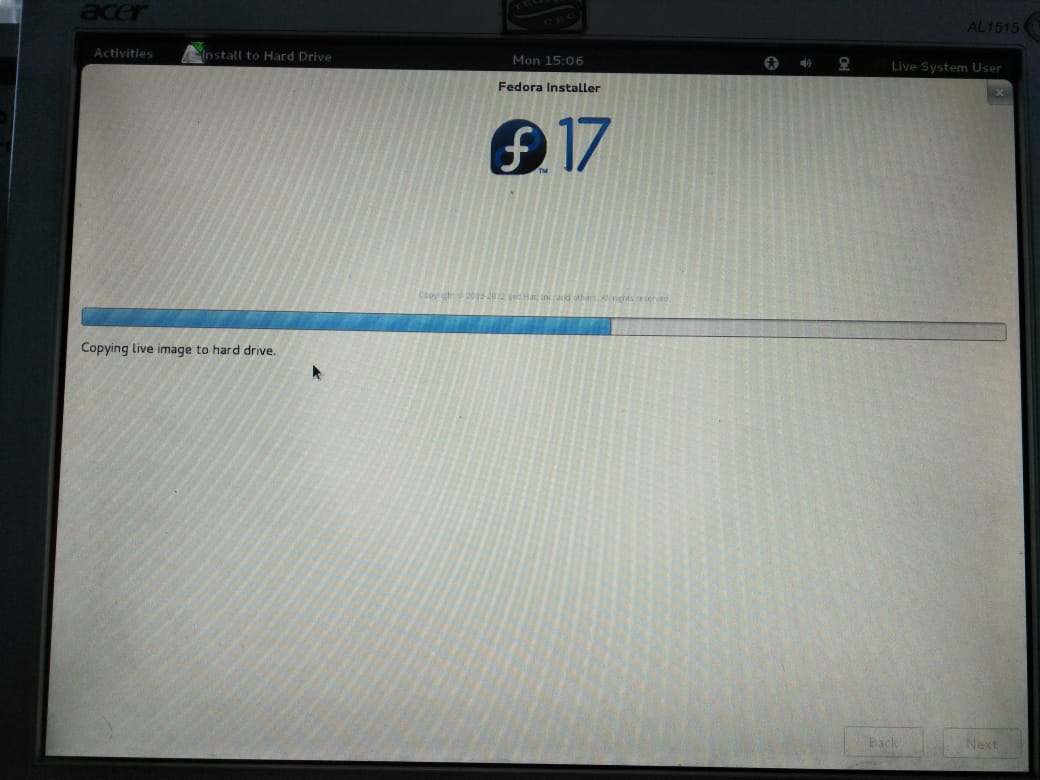 acer
AL1515
Activities Install to Hard Drive Mon 15:06 Live System User
Fedora Installer
17
TM
Copyright © 2003-2012 Red Hat, Inc. and others. All rights reserved.
Copying live image to hard drive.
Back Next